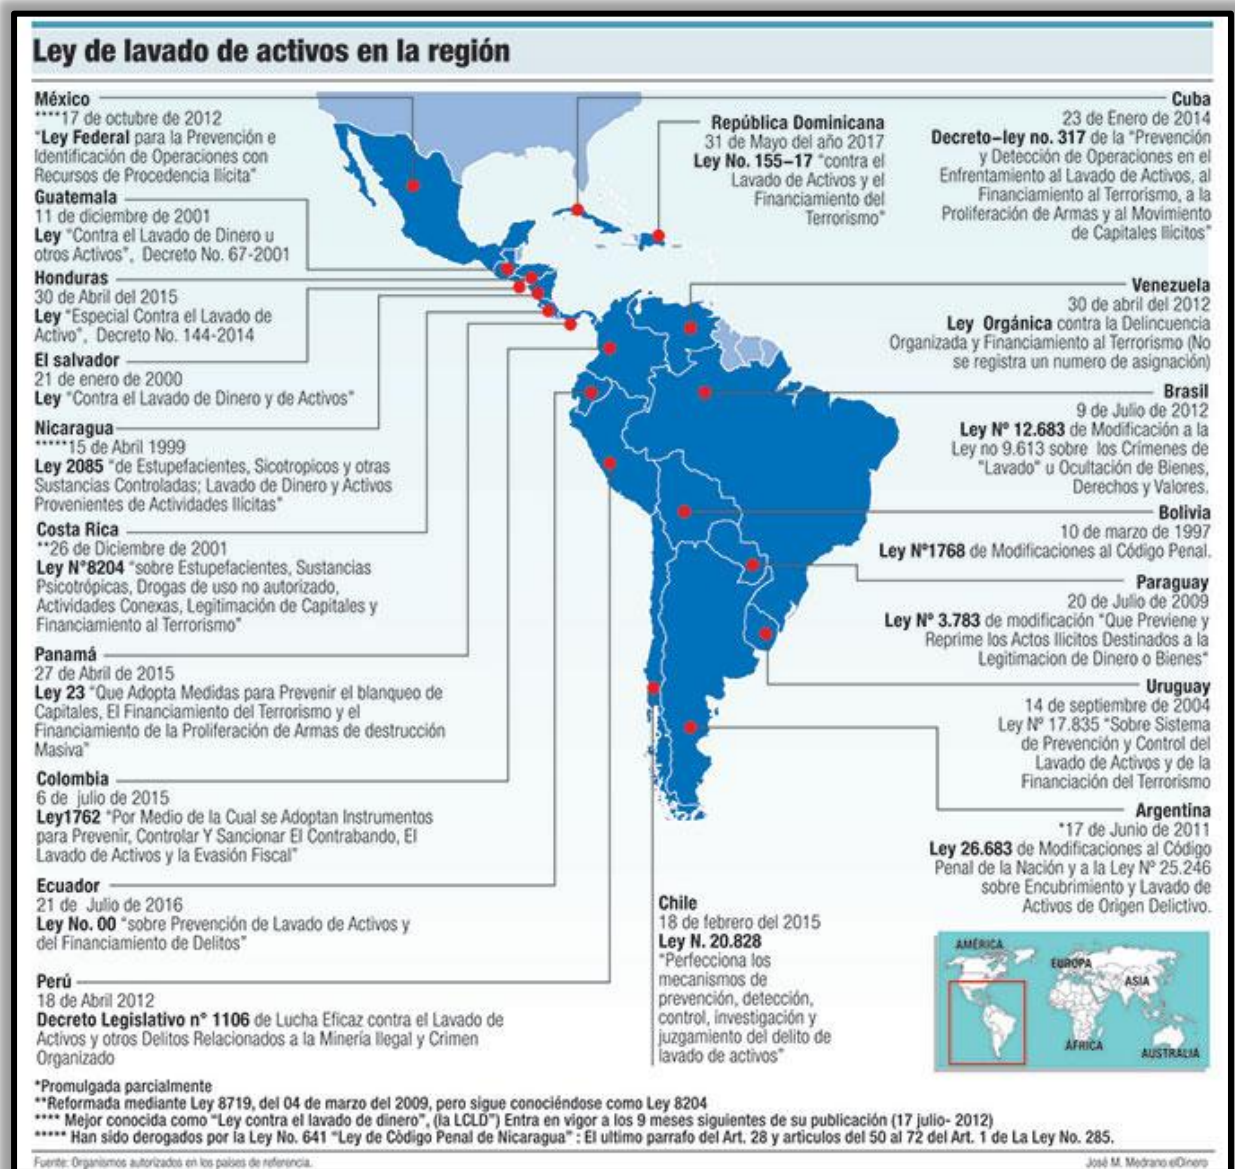 Ley de lavado de activos en la región
México
****17 de octubre de 2012
"Ley Federal para la Prevención e
Identificación de Operaciones con
Recursos de Procedencia Ilícita"
Guatemala
11 de diciembre de 2001
Ley "Contra el Lavado de Dinero u
otros Activos", Decreto No. 67-2001
Honduras
30 de Abril del 2015
Ley "Especial Contra el Lavado de
Activo", Decreto No. 144-2014
El salvador
21 de enero de 2000
Ley "Contra el Lavado de Dinero y de Activos"
Nicaragua
*****15 de Abril 1999
Ley 2085 "de Estupefacientes, Sicotropicos y otras
Sustancias Controladas; Lavado de Dinero y Activos
Provenientes de Actividades Ilícitas"
Costa Rica
**26 de Diciembre de 2001
Ley N°8204 "sobre Estupefacientes, Sustancias
Psicotrópicas, Drogas de uso no autorizado,
Actividades Conexas, Legitimación de Capitales y
Financiamiento al Terrorismo"
Panamá
27 de Abril de 2015
Ley 23 "Que Adopta Medidas para Prevenir el blanqueo de
Capitales, El Financiamiento del Terrorismo y el
Financiamiento de la Proliferación de Armas de destrucción
Masiva"
Colombia
6 de julio de 2015
Ley1762 "Por Medio de la Cual se Adoptan Instrumentos
para Prevenir, Controlar Y Sancionar El Contrabando, El
Lavado de Activos y la Evasión Fiscal"
Ecuador
21 de Julio de 2016
Ley No. 00 "sobre Prevención de Lavado de Activos y
del Financiamiento de Delitos"
Perú
18 de Abril 2012
Decreto Legislativo n° 1106 de Lucha Eficaz contra el Lavado de
Activos y otros Delitos Relacionados a la Minería Ilegal y Crimen
Organizado
República Dominicana
31 de Mayo del año 2017
Ley No. 155-17 "contra el
Lavado de Activos y el
Financiamiento del
Terrorismo"
Cuba
23 de Enero de 2014
Decreto-ley no. 317 de la "Prevención
y Detección de Operaciones en el
Enfrentamiento al Lavado de Activos, al
Financiamiento al Terrorismo, a la
Proliferación de Armas y al Movimiento
de Capitales Ilícitos"
Venezuela
30 de abril del 2012
Ley Orgánica contra la Delincuencia
Organizada y Financiamiento al Terrorismo (No
se registra un numero de asignación)
Brasil
9 de Julio de 2012
Ley Nº 12.683 de Modificación a la
Ley no 9.613 sobre los Crímenes de
"Lavado" u Ocultación de Bienes,
Derechos y Valores.
Bolivia
10 de marzo de 1997
Ley Nº1768 de Modificaciones al Código Penal.
Paraguay
20 de Julio de 2009
Ley Nº 3.783 de modificación "Que Previene y
Reprime los Actos Ilicitos Destinados a la
Legitimacion de Dinero o Bienes"
Uruguay
14 de septiembre de 2004
Ley Nº 17.835 "Sobre Sistema
de Prevención y Control del
Lavado de Activos y de la
Financiación del Terrorismo
Argentina
*17 de Junio de 2011
Ley 26.683 de Modificaciones al Código
Penal de la Nación y a la Ley Nº 25.246
sobre Encubrimiento y Lavado de
Activos de Origen Delictivo.
Chile
18 de febrero del 2015
Ley N. 20.828
"Perfecciona los
mecanismos de
prevención, detección,
control, investigación y
juzgamiento del delito de
lavado de activos"
AMÉRICA
EUROPA
ASIA
ÁFRICA
AUSTRALIA
*Promulgada parcialmente
**Reformada mediante Ley 8719, del 04 de marzo del 2009, pero sigue conociéndose como Ley 8204
**** Mejor conocida como "Ley contra el lavado de dinero", (la LCLD") Entra en vigor a los 9 meses siguientes de su publicación (17 julio- 2012)
***** Han sido derogados por la Ley No. 641 "Ley de Código Penal de Nicaragua" : El ultimo parrafo del Art. 28 y artículos del 50 al 72 del Art. 1 de La Ley No. 285.
Fuente: Organismos autorizados en los países de referencia.
José M. Medrano elDinero